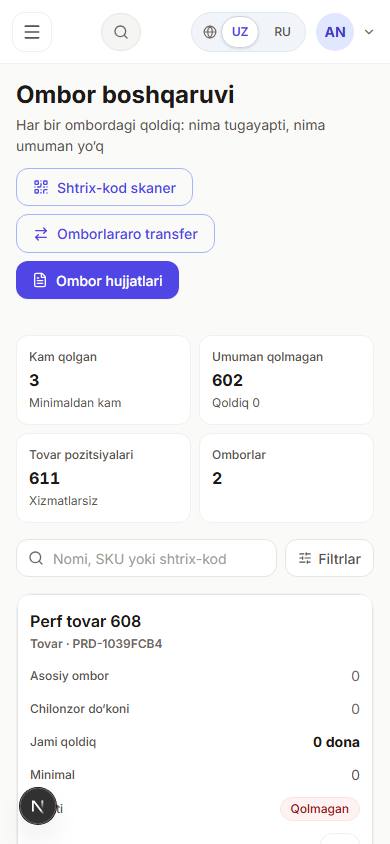 UZ RU AN
Ombor boshqaruvi
Har bir ombordagi qoldiq: nima tugayapti, nima
umuman yo‘q
Shtrix-kod skaner
Omborlararo transfer
Ombor hujjatlari
Kam qolgan
3
Minimaldan kam
Umuman qolmagan
602
Qoldiq 0
Tovar pozitsiyalari
611
Xizmatlarsiz
Omborlar
2
Nomi, SKU yoki shtrix-kod
Filtrlar
Perf tovar 608
Tovar · PRD-1039FCB4
Asosiy ombor 0
Chilonzor do‘koni 0
Jami qoldiq 0 dona
Minimal 0
N
Qolmagan